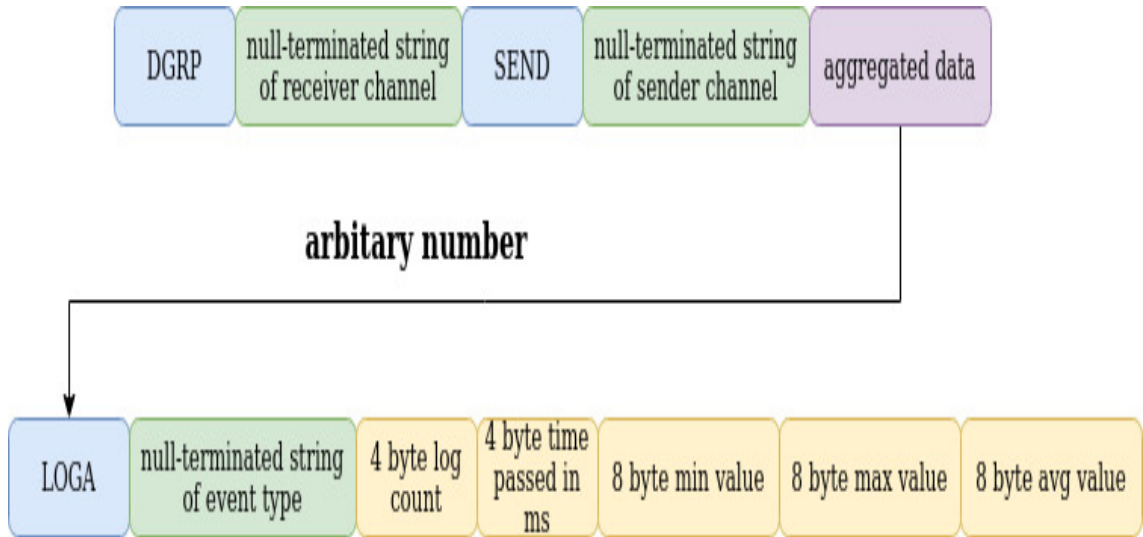 DGRP
null-terminated string
of receiver channel
SEND
null-terminated string
of sender channel
aggregated data
arbitary number
LOGA
null-terminated string
of event type
4 byte log
count
4 byte time
passed in
ms
8 byte min value
8 byte max value
8 byte avg value